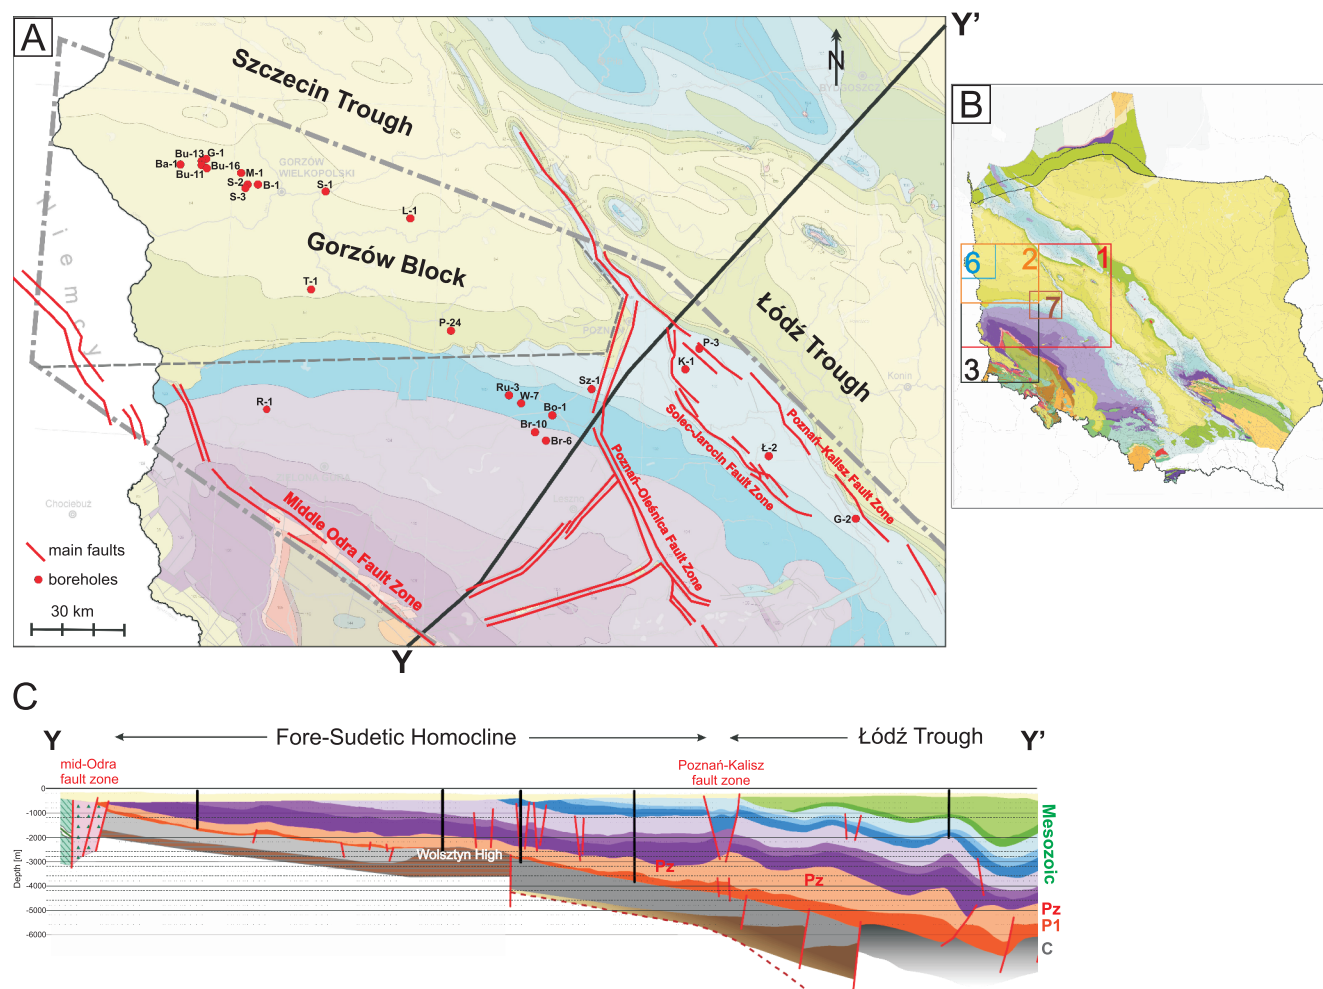 A
Y’
N
B
Szczecin Trough
BYDGOSZCZ
Bu-13
G-1
Ba-1
Bu-16
Bu-11
M-1
S-2
B-1
S-3
GORZÓW
WIELKOPOLSKI
S-1
L-1
Niemcy
Gorzów Block
T-1
P-24
POZNAŃ
Łódź Trough
P-3
K-1
Konin
Sz-1
Ru-3
W-7
Bo-1
Br-10
Br-6
R-1
Solec-Jarocin Fault Zone
Poznań-Kalisz Fault Zone
Ł-2
G-2
Poznań-Oleśnica Fault Zone
Leszno
Chociebuż
Middle Odra Fault Zone
main faults
boreholes
30 km
Y
1
2
6
7
3
C
Y
Fore-Sudetic Homocline
Łódź Trough
Y’
mid-Odra
fault zone
Poznań-Kalisz
fault zone
Depth [m]
0
-1000
-2000
-3000
-4000
-5000
-6000
Wolsztyn High
Pz
Pz
Mesozoic
Pz
P1
C